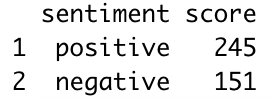 sentiment score
1 positive 245
2 negative 151